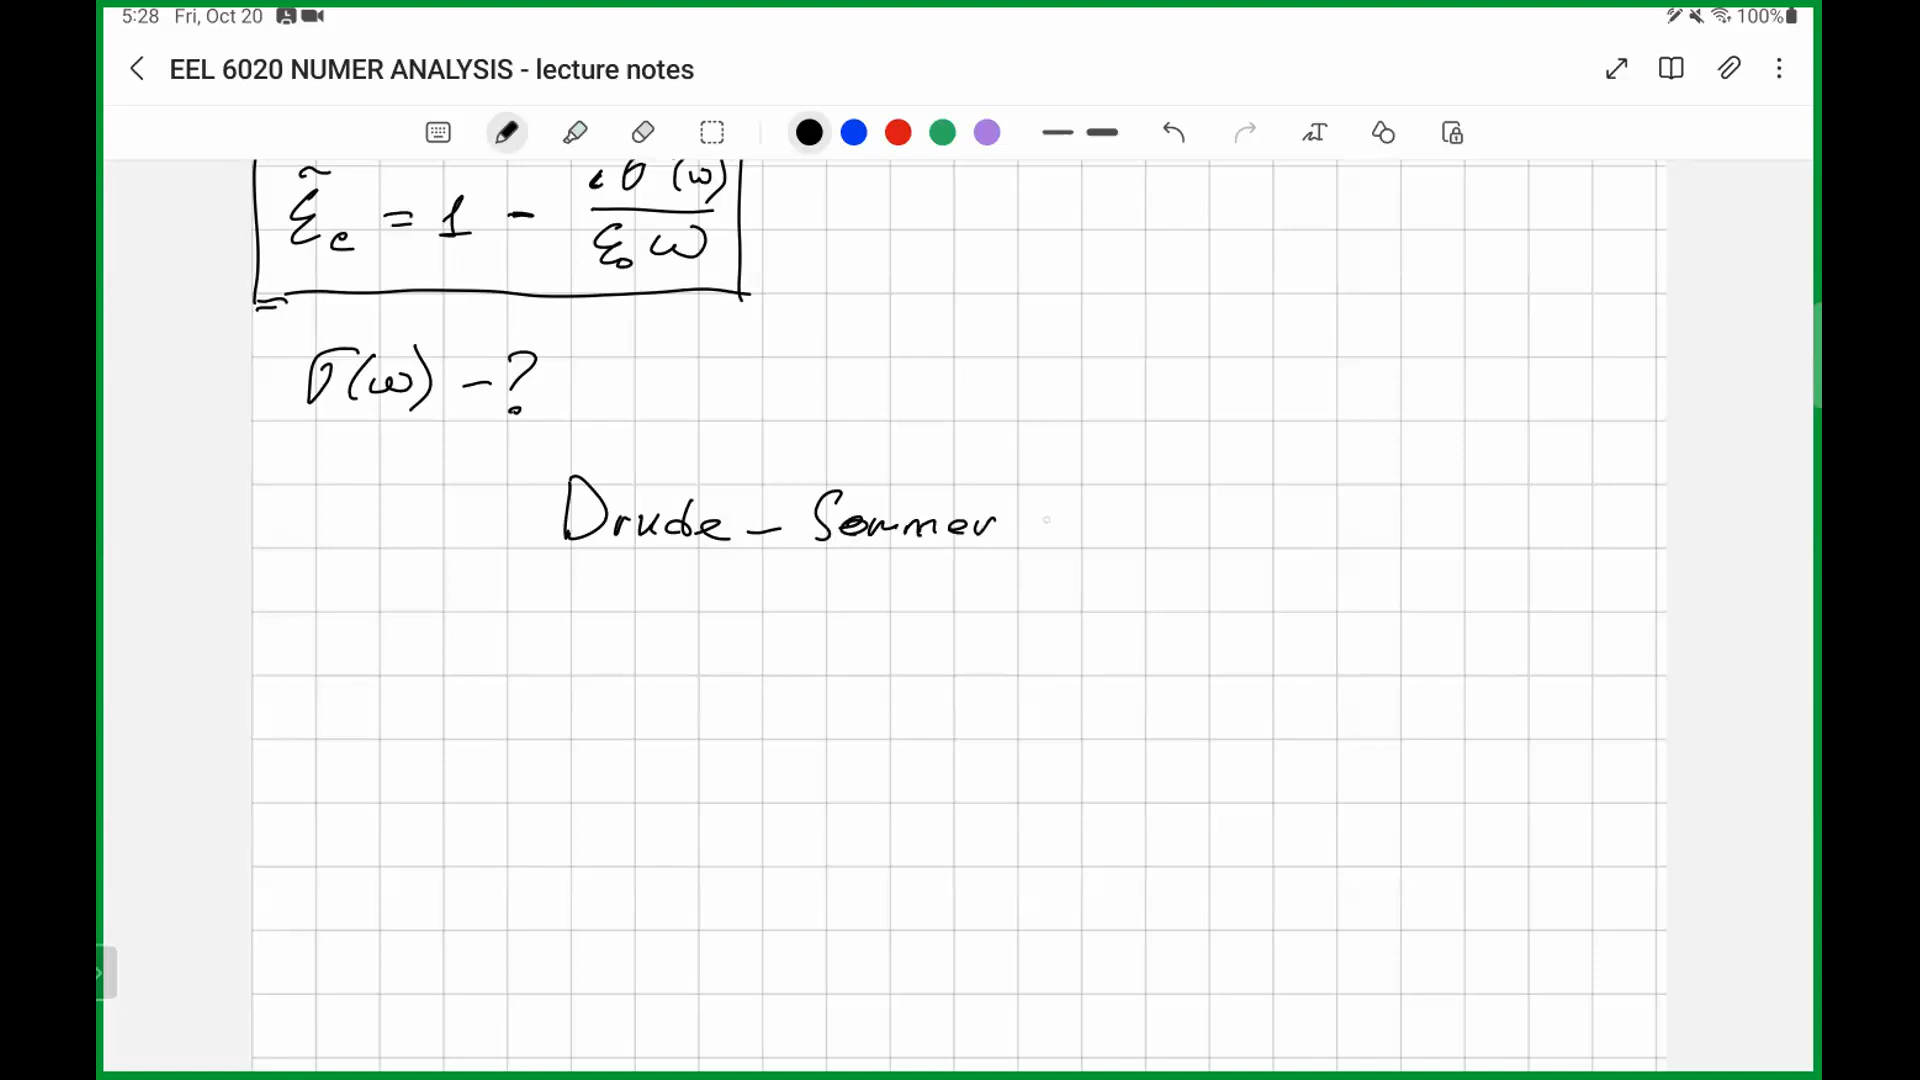 5:28 Fri, Oct 20 100%
EEL 6020 NUMER ANALYSIS - lecture notes
ε̃e = 1 - iσ(ω) / ε₀ω
σ(ω) - ?
Drude - Sommer